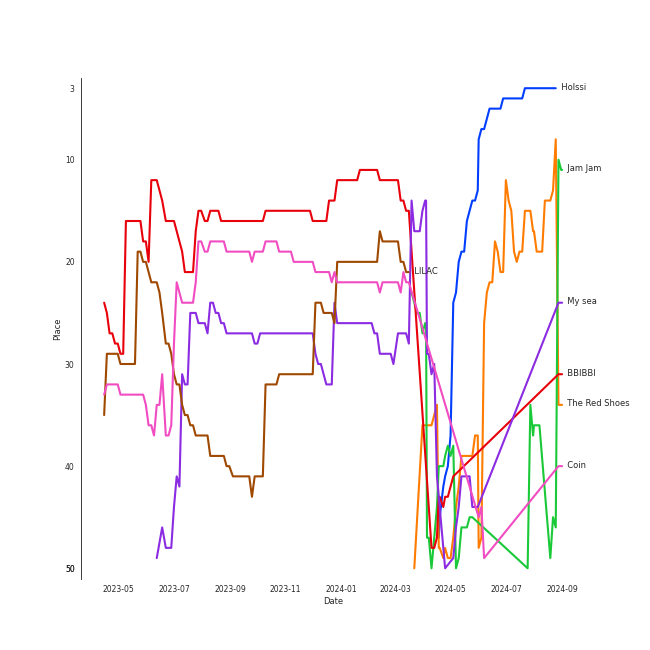 3
10
20
30
40
50
Place
Holssi
Jam Jam
LILAC
My sea
BBIBBI
The Red Shoes
Coin
2023-05
2023-07
2023-09
2023-11
2024-01
2024-03
2024-05
2024-07
2024-09
Date